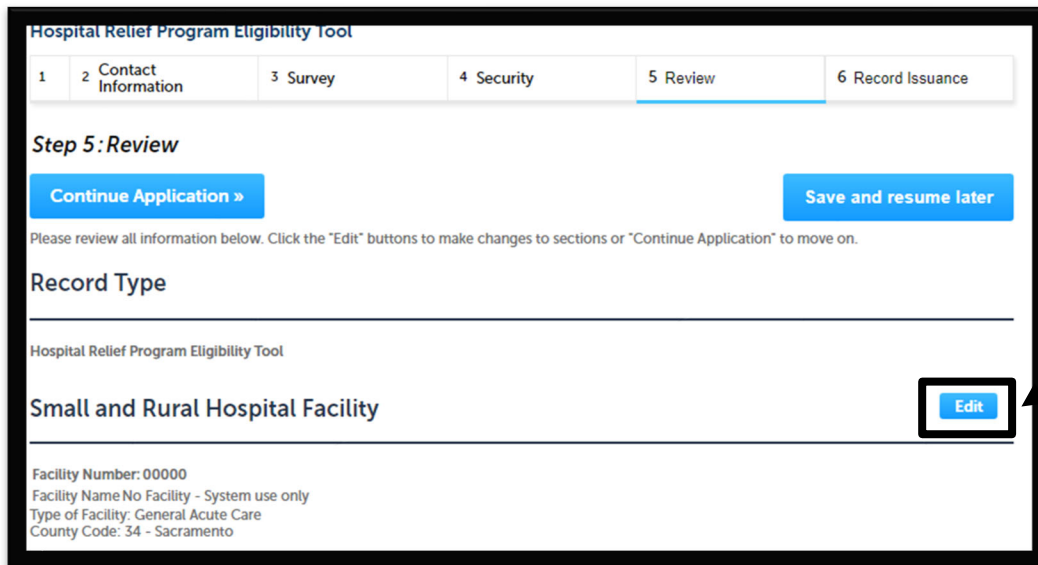 Hospital Relief Program Eligibility Tool
1 2 Contact Information 3 Survey 4 Security 5 Review 6 Record Issuance
Step 5: Review
Continue Application » Save and resume later
Please review all information below. Click the "Edit" buttons to make changes to sections or "Continue Application" to move on.
Record Type
Hospital Relief Program Eligibility Tool
Small and Rural Hospital Facility Edit
Facility Number: 00000
Facility Name No Facility - System use only
Type of Facility: General Acute Care
County Code: 34 - Sacramento